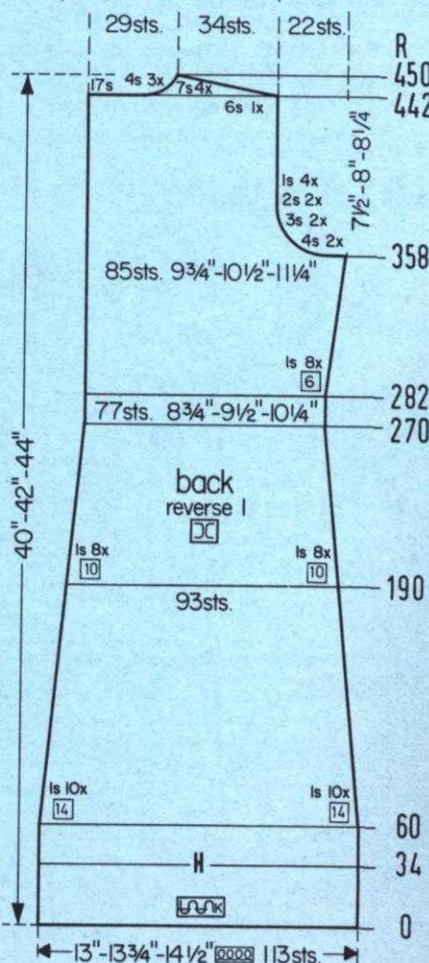 29sts. 34sts. 22sts.
R
450
17s 4s 3x 7s 4x
442
6s 1x
7½"-8"-8¼"
1s 4x
2s 2x
3s 2x
4s 2x
358
85sts. 9¾"-10½"-11¼"
1s 8x
6
282
77sts. 8¾"-9½"-10¼"
270
40"-42"-44"
back
reverse 1
1s 8x 1s 8x
10 10
190
93sts.
1s 10x 1s 10x
14 14
60
H 34
K
0
13"-13¾"-14½" 0000 113sts.